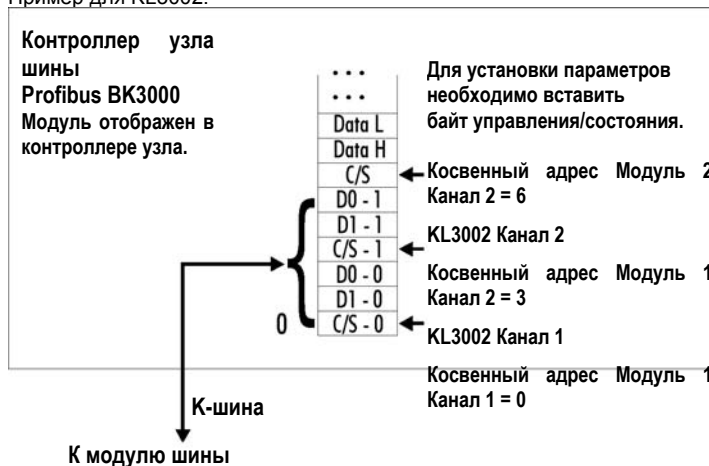 Пример для KL3002:
Контроллер узла
шины
Profibus BK3000
Модуль отображен в
контроллере узла.
Для установки параметров
необходимо вставить
байт управления/состояния.
Data L
Data H
C/S
D0 - 1
D1 - 1
C/S - 1
D0 - 0
D1 - 0
C/S - 0
0
Косвенный адрес Модуль 2
Канал 2 = 6
KL3002 Канал 2
Косвенный адрес Модуль 1
Канал 2 = 3
KL3002 Канал 1
Косвенный адрес Модуль 1
Канал 1 = 0
К-шина
К модулю шины